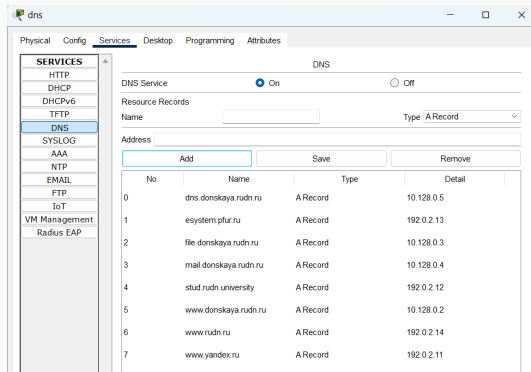 dns
Physical Config Services Desktop Programming Attributes
SERVICES
HTTP
DHCP
DHCPv6
TFTP
DNS
SYSLOG
AAA
NTP
EMAIL
FTP
IoT
VM Management
Radius EAP
DNS
DNS Service On Off
Resource Records
Name Type A Record
Address
Add Save Remove
No. Name Type Detail
0 dns.donskaya.rudn.ru A Record 10.128.0.5
1 esystem.pfur.ru A Record 192.0.2.13
2 file.donskaya.rudn.ru A Record 10.128.0.3
3 mail.donskaya.rudn.ru A Record 10.128.0.4
4 stud.rudn.university A Record 192.0.2.12
5 www.donskaya.rudn.ru A Record 10.128.0.2
6 www.rudn.ru A Record 192.0.2.14
7 www.yandex.ru A Record 192.0.2.11